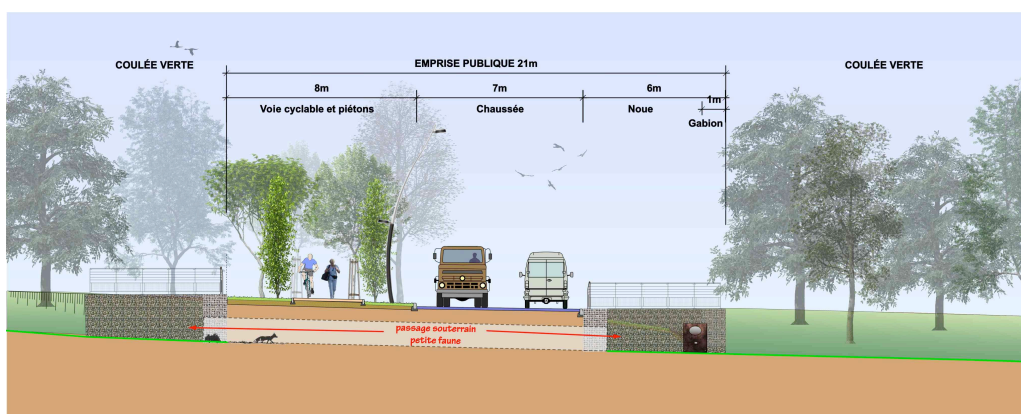 COULÉE VERTE
EMPRISE PUBLIQUE 21m
COULÉE VERTE
8m
7m
6m
1m
Voie cyclable et piétons
Chaussée
Noue
Gabion
passage souterrain
petite faune